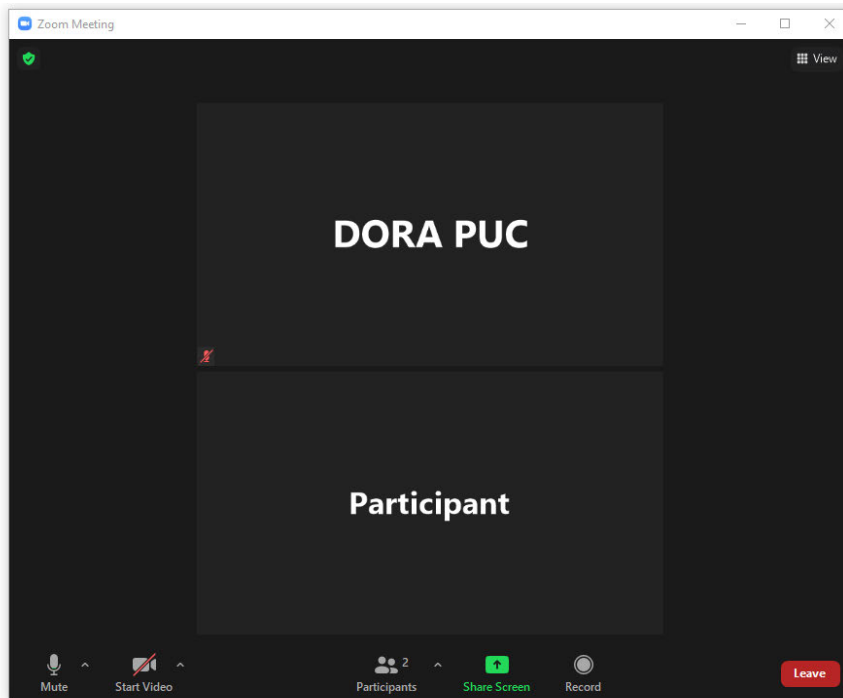 Zoom Meeting
View
DORA PUC
Participant
Mute
Start Video
Participants
2
Share Screen
Record
Leave